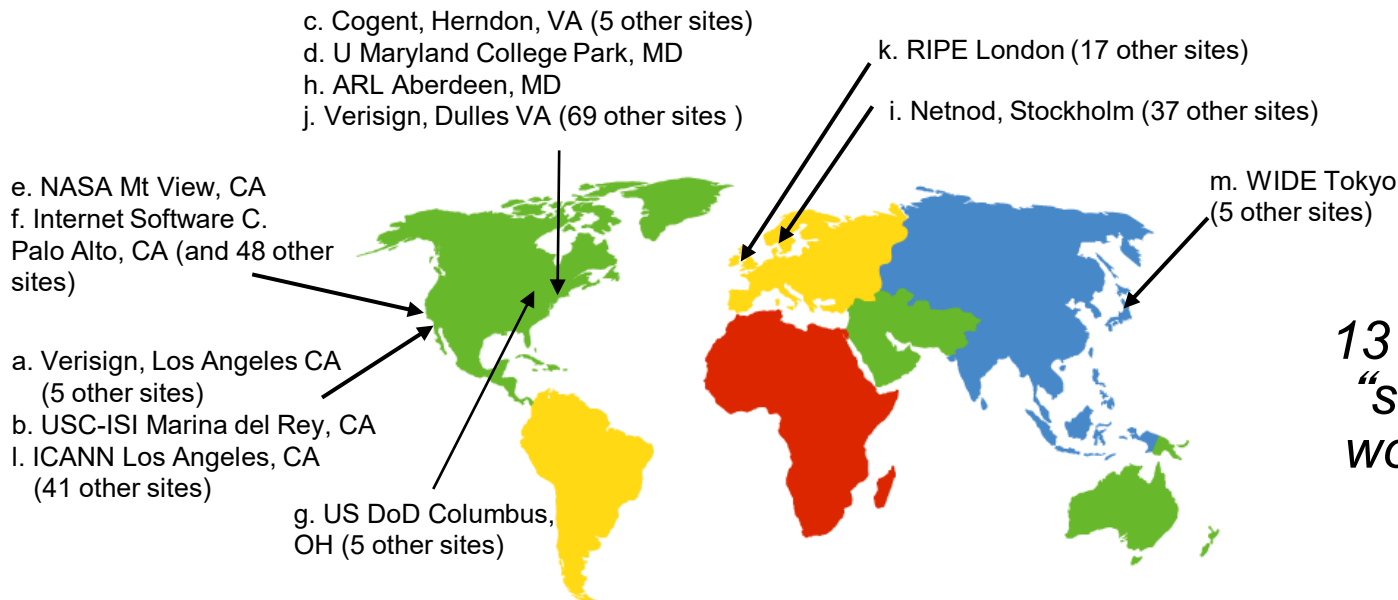 c. Cogent, Herndon, VA (5 other sites)
d. U Maryland College Park, MD
h. ARL Aberdeen, MD
j. Verisign, Dulles VA (69 other sites )
k. RIPE London (17 other sites)
i. Netnod, Stockholm (37 other sites)
m. WIDE Tokyo
(5 other sites)
e. NASA Mt View, CA
f. Internet Software C.
Palo Alto, CA (and 48 other
sites)
a. Verisign, Los Angeles CA
(5 other sites)
b. USC-ISI Marina del Rey, CA
l. ICANN Los Angeles, CA
(41 other sites)
g. US DoD Columbus,
OH (5 other sites)
13